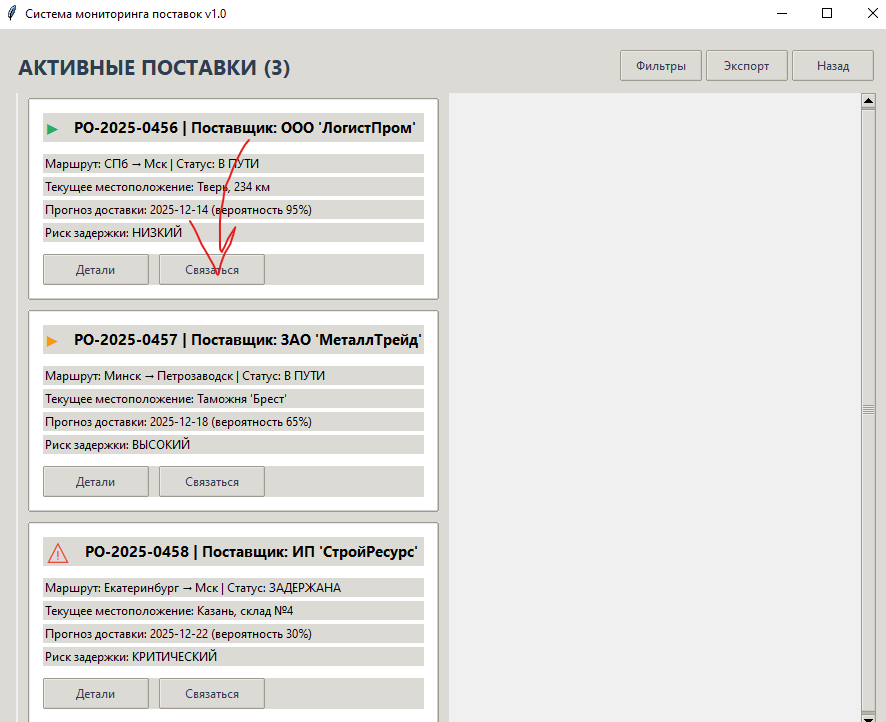 Система мониторинга поставок v1.0
АКТИВНЫЕ ПОСТАВКИ (3)
Фильтры
Экспорт
Назад
PO-2025-0456 | Поставщик: ООО 'ЛогистПром'
Маршрут: СПб → Мск | Статус: В ПУТИ
Текущее местоположение: Тверь, 234 км
Прогноз доставки: 2025-12-14 (вероятность 95%)
Риск задержки: НИЗКИЙ
Детали
Связаться
PO-2025-0457 | Поставщик: ЗАО 'МеталлТрейд'
Маршрут: Минск → Петрозаводск | Статус: В ПУТИ
Текущее местоположение: Таможня 'Брест'
Прогноз доставки: 2025-12-18 (вероятность 65%)
Риск задержки: ВЫСОКИЙ
Детали
Связаться
PO-2025-0458 | Поставщик: ИП 'СтройРесурс'
Маршрут: Екатеринбург → Мск | Статус: ЗАДЕРЖАНА
Текущее местоположение: Казань, склад №4
Прогноз доставки: 2025-12-22 (вероятность 30%)
Риск задержки: КРИТИЧЕСКИЙ
Детали
Связаться